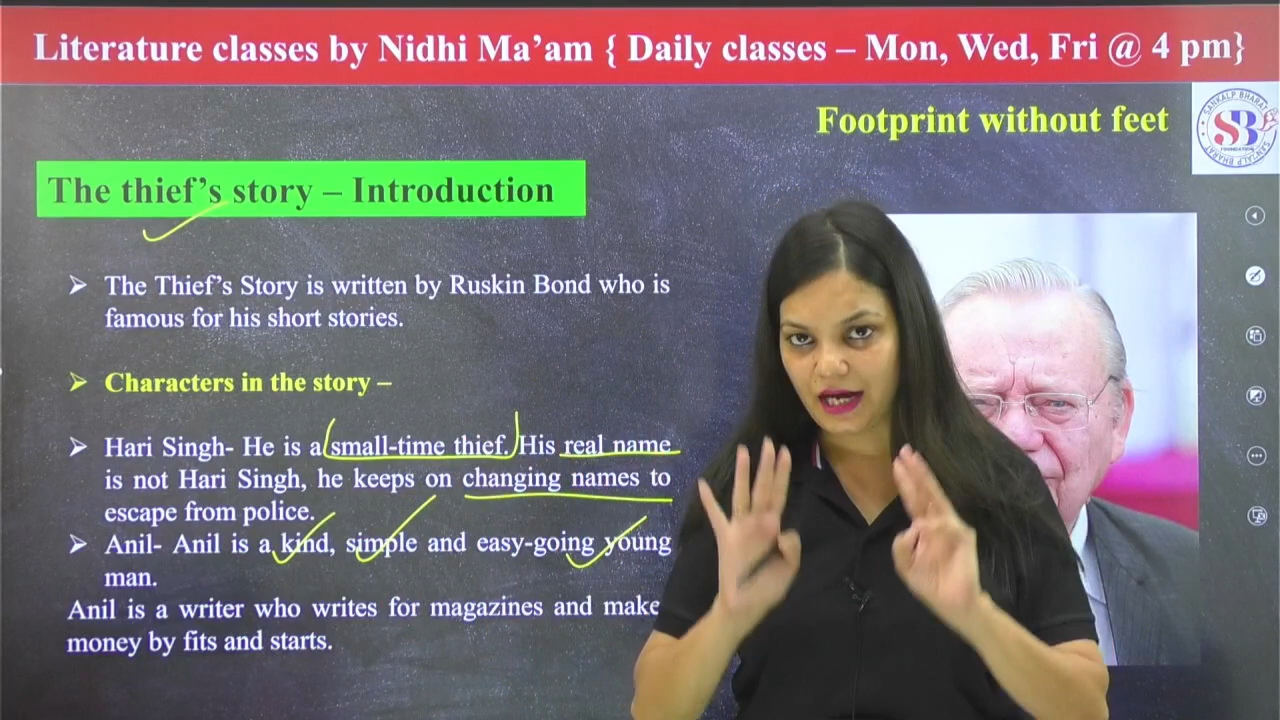 Literature classes by Nidhi Ma’am { Daily classes – Mon, Wed, Fri @ 4 pm}
Footprint without feet
SANKALP BHARAT
SB
FOUNDATION
The thief’s story – Introduction
➢ The Thief’s Story is written by Ruskin Bond who is
famous for his short stories.
➢ Characters in the story –
➢ Hari Singh- He is a small-time thief. His real name
is not Hari Singh, he keeps on changing names to
escape from police.
➢ Anil- Anil is a kind, simple and easy-going young
man.
Anil is a writer who writes for magazines and make
money by fits and starts.